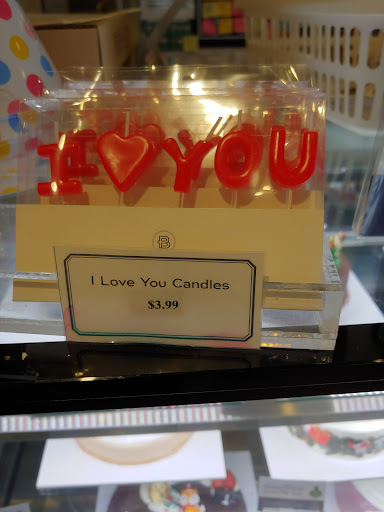 I ♥ YOU
B
I Love You Candles
$3.99